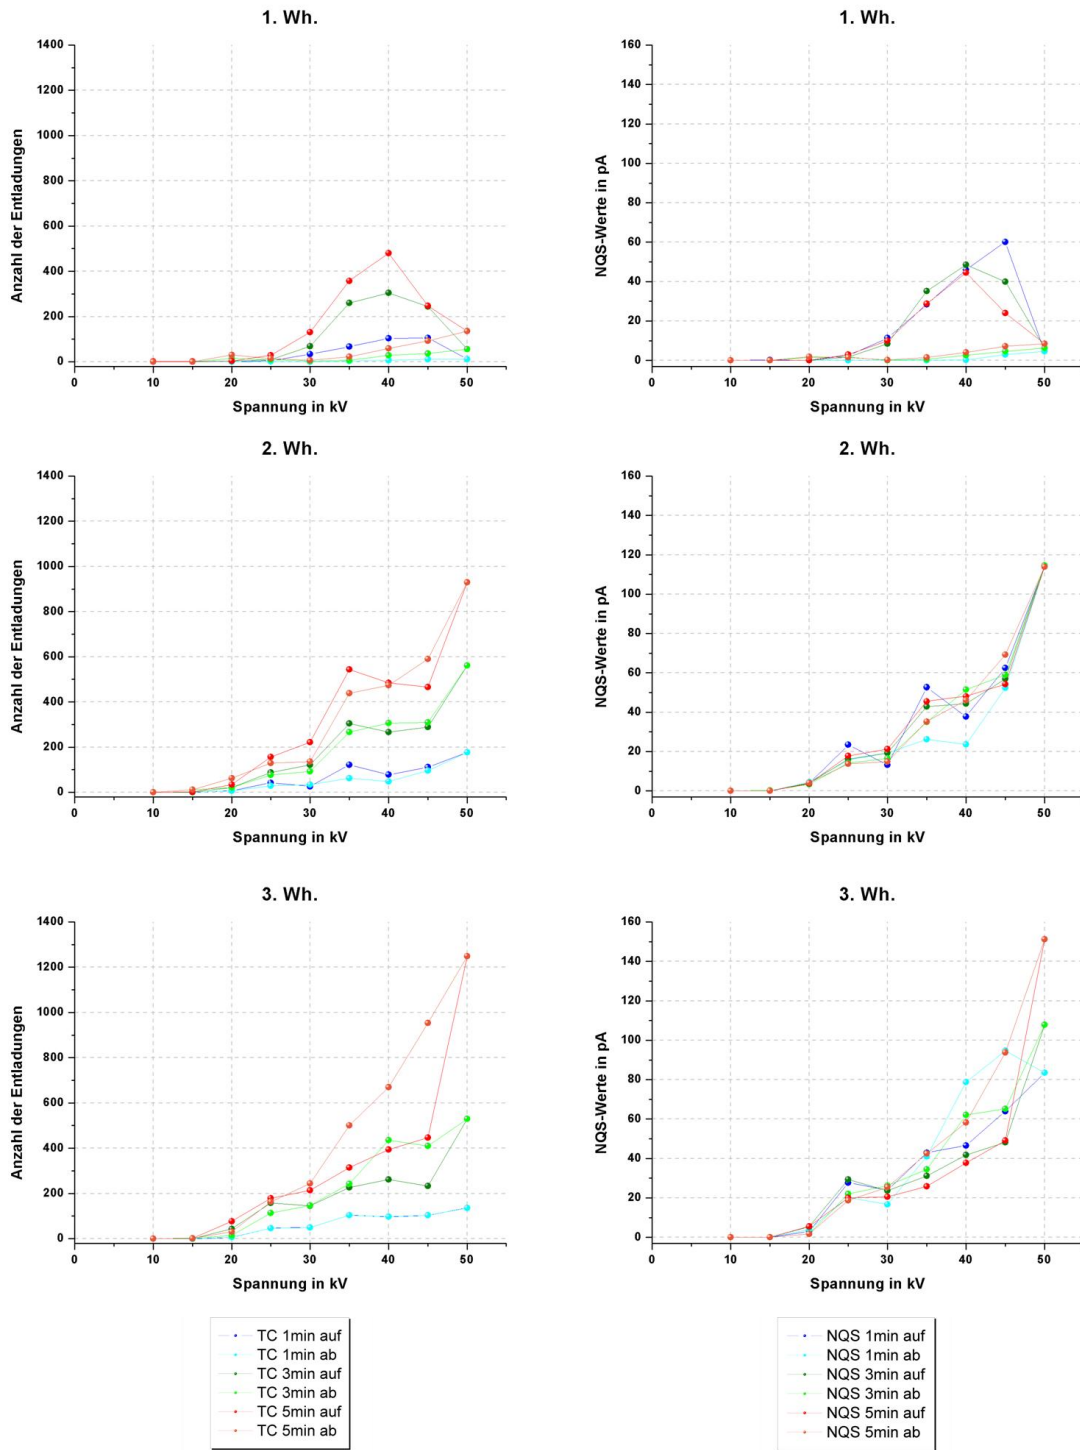 1. Wh.
1400
1200
1000
800
600
400
200
0
Anzahl der Entladungen
0 10 20 30 40 50
Spannung in kV
1. Wh.
160
140
120
100
80
60
40
20
0
NQS-Werte in pA
0 10 20 30 40 50
Spannung in kV
2. Wh.
1400
1200
1000
800
600
400
200
0
Anzahl der Entladungen
0 10 20 30 40 50
Spannung in kV
2. Wh.
160
140
120
100
80
60
40
20
0
NQS-Werte in pA
0 10 20 30 40 50
Spannung in kV
3. Wh.
1400
1200
1000
800
600
400
200
0
Anzahl der Entladungen
0 10 20 30 40 50
Spannung in kV
3. Wh.
160
140
120
100
80
60
40
20
0
NQS-Werte in pA
0 10 20 30 40 50
Spannung in kV
TC 1min auf
TC 1min ab
TC 3min auf
TC 3min ab
TC 5min auf
TC 5min ab
NQS 1min auf
NQS 1min ab
NQS 3min auf
NQS 3min ab
NQS 5min auf
NQS 5min ab